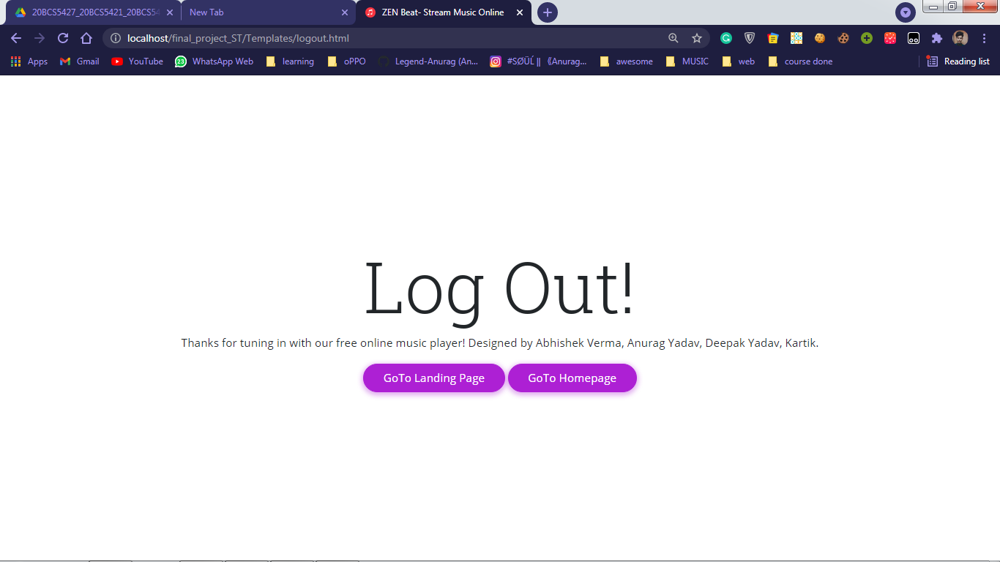 20BCS5427_20BCS5421_20BCS54
New Tab
ZEN Beat- Stream Music Online
localhost/final_project_ST/Templates/logout.html
Apps
Gmail
YouTube
23
WhatsApp Web
learning
oPPO
Legend-Anurag (An...
#SØÜĹ || 《Anurag...
awesome
MUSIC
web
course done
Reading list
Log Out!
Thanks for tuning in with our free online music player! Designed by Abhishek Verma, Anurag Yadav, Deepak Yadav, Kartik.
GoTo Landing Page
GoTo Homepage